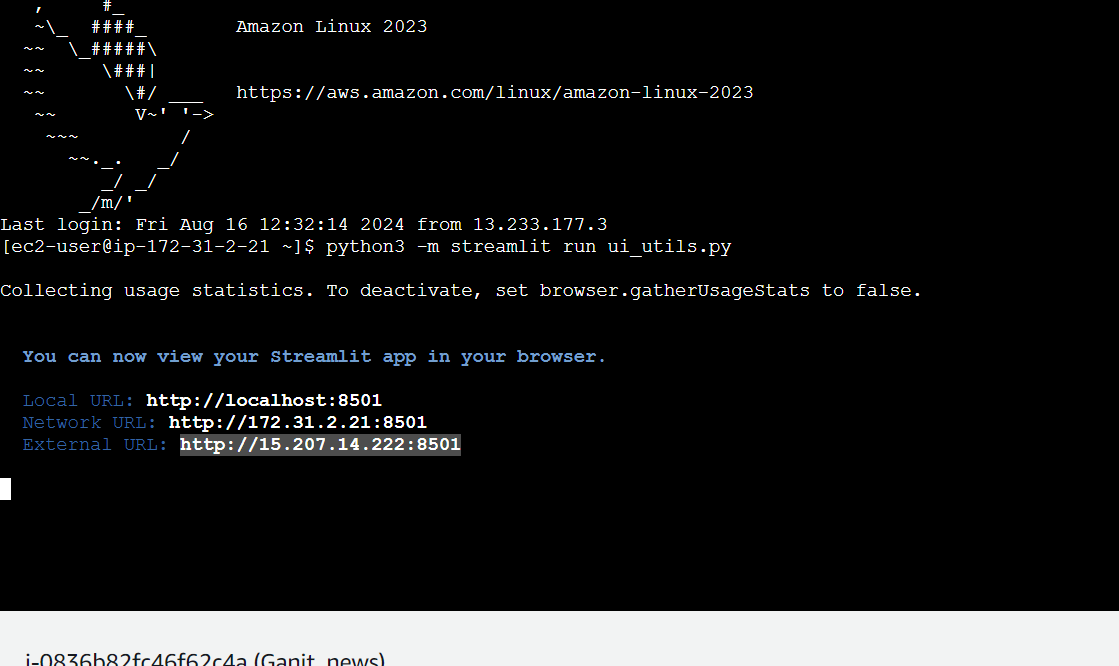 ,     #_
   ~\_  ####_        Amazon Linux 2023
  ~~  \_#####\
  ~~     \###|
  ~~       \#/ ___   https://aws.amazon.com/linux/amazon-linux-2023
   ~~       V~' '->
    ~~~         /
      ~~._.   _/
         _/ _/
       _/m/'
Last login: Fri Aug 16 12:32:14 2024 from 13.233.177.3
[ec2-user@ip-172-31-2-21 ~]$ python3 -m streamlit run ui_utils.py
Collecting usage statistics. To deactivate, set browser.gatherUsageStats to false.
You can now view your Streamlit app in your browser.
Local URL: http://localhost:8501
Network URL: http://172.31.2.21:8501
External URL: http://15.207.14.222:8501
i-0836b82fc46f62c4a (Ganit_news)